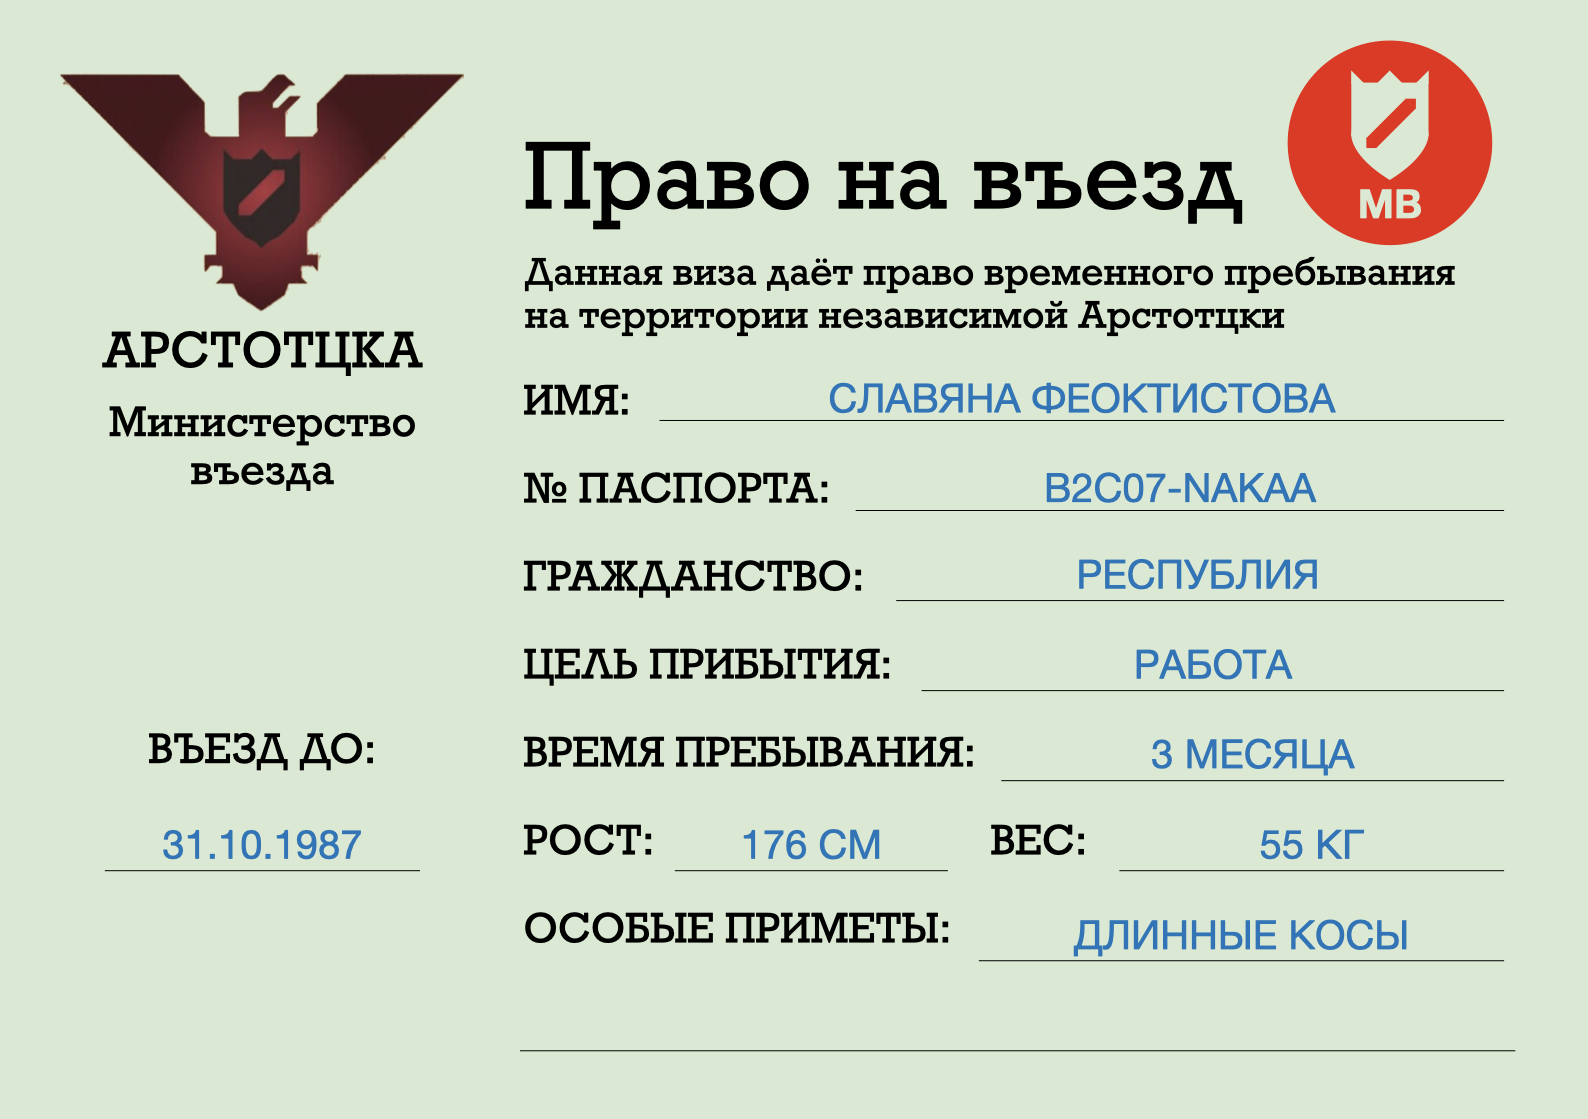 АРСТОТЦКА
Министерство
въезда
ВЪЕЗД ДО:
31.10.1987
Право на въезд
МВ
Данная виза даёт право временного пребывания
на территории независимой Арстотцки
ИМЯ: СЛАВЯНА ФЕОКТИСТОВА
№ ПАСПОРТА: B2C07-NAKAA
ГРАЖДАНСТВО: РЕСПУБЛИЯ
ЦЕЛЬ ПРИБЫТИЯ: РАБОТА
ВРЕМЯ ПРЕБЫВАНИЯ: 3 МЕСЯЦА
РОСТ: 176 СМ ВЕС: 55 КГ
ОСОБЫЕ ПРИМЕТЫ: ДЛИННЫЕ КОСЫ